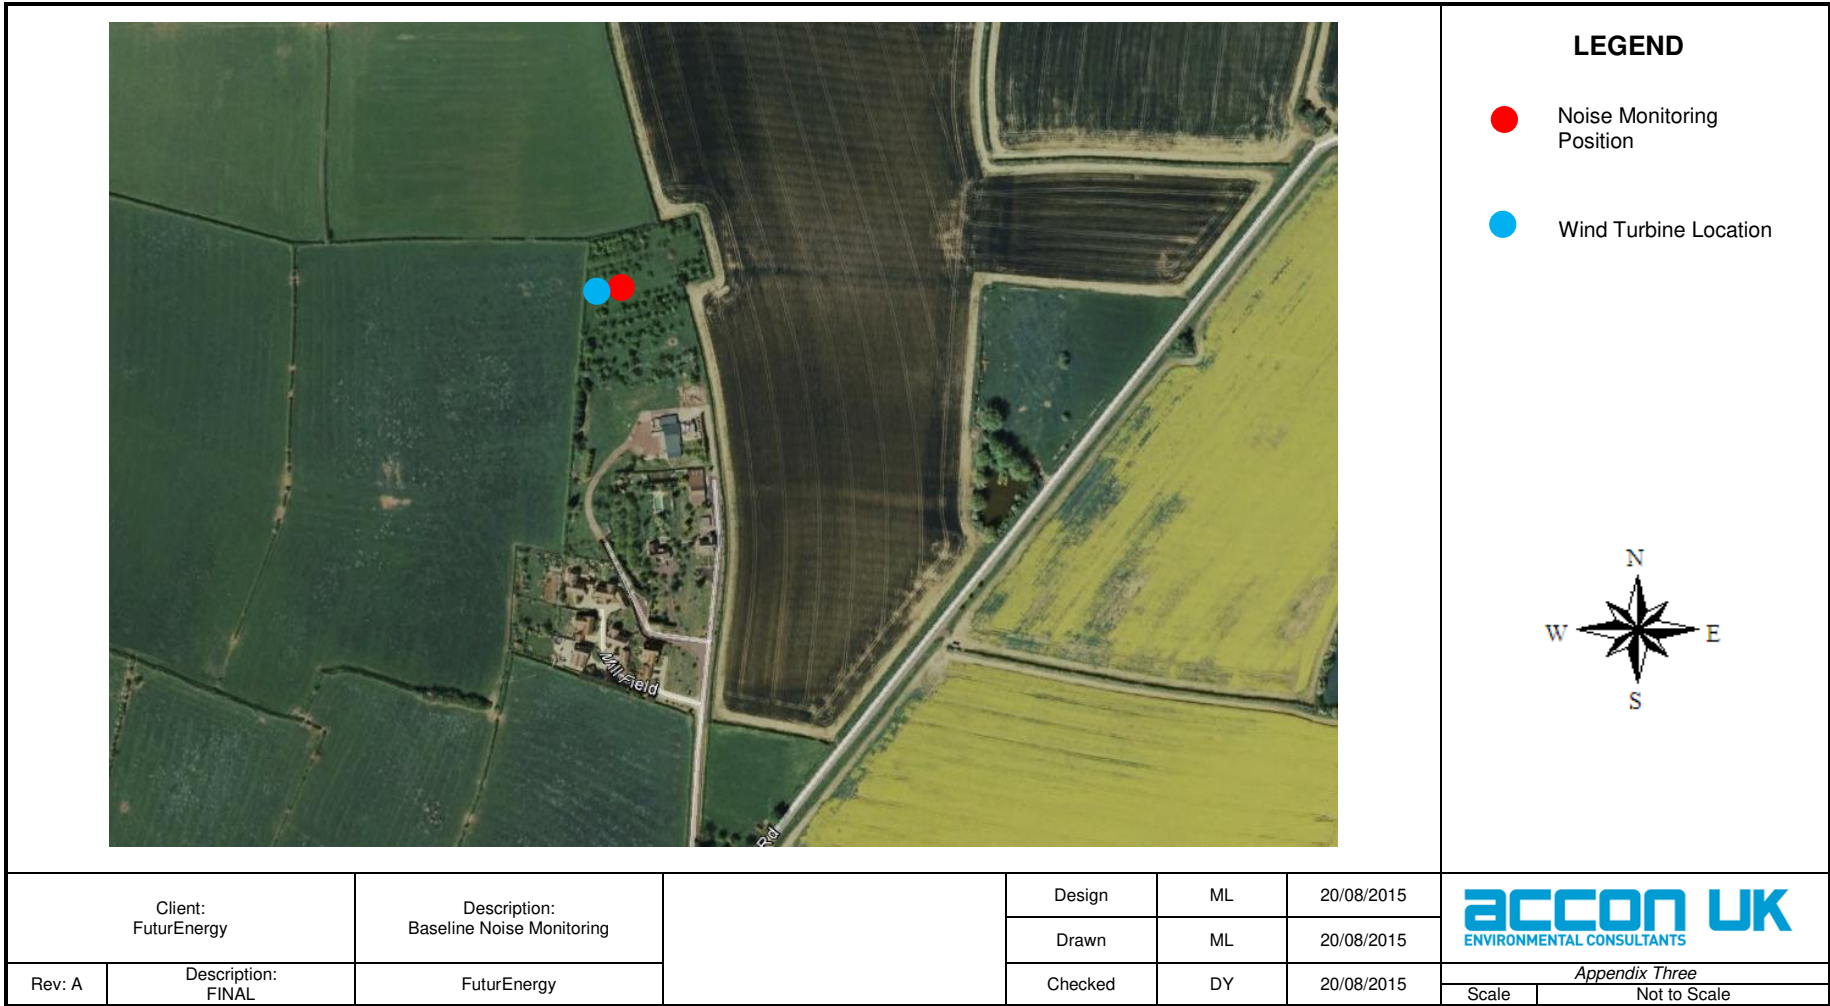 LEGEND
Noise Monitoring
Position
Wind Turbine Location
N
W
E
S
Mill Field
Rd
Client:
FuturEnergy
Description:
Baseline Noise Monitoring
Design
ML
20/08/2015
Drawn
ML
20/08/2015
Rev: A
Description:
FINAL
FuturEnergy
Checked
DY
20/08/2015
accon UK
ENVIRONMENTAL CONSULTANTS
Appendix Three
Scale
Not to Scale